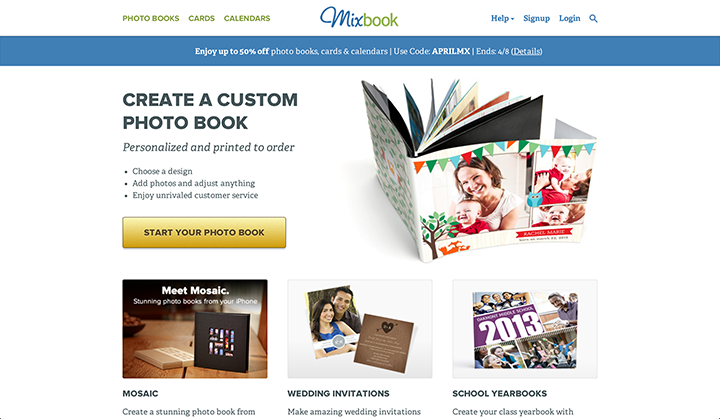 PHOTO BOOKS CARDS CALENDARS
Mixbook
Help Signup Login
Enjoy up to 50% off photo books, cards & calendars | Use Code: APRILMX | Ends: 4/8 (Details)
CREATE A CUSTOM
PHOTO BOOK
Personalized and printed to order
• Choose a design
• Add photos and adjust anything
• Enjoy unrivaled customer service
START YOUR PHOTO BOOK
RACHEL MARIE
Meet Mosaic.
Stunning photo books from your iPhone
OAKMONT MIDDLE SCHOOL
2013
MOSAIC
WEDDING INVITATIONS
SCHOOL YEARBOOKS
Create a stunning photo book from
Make amazing wedding invitations
Create your class yearbook with